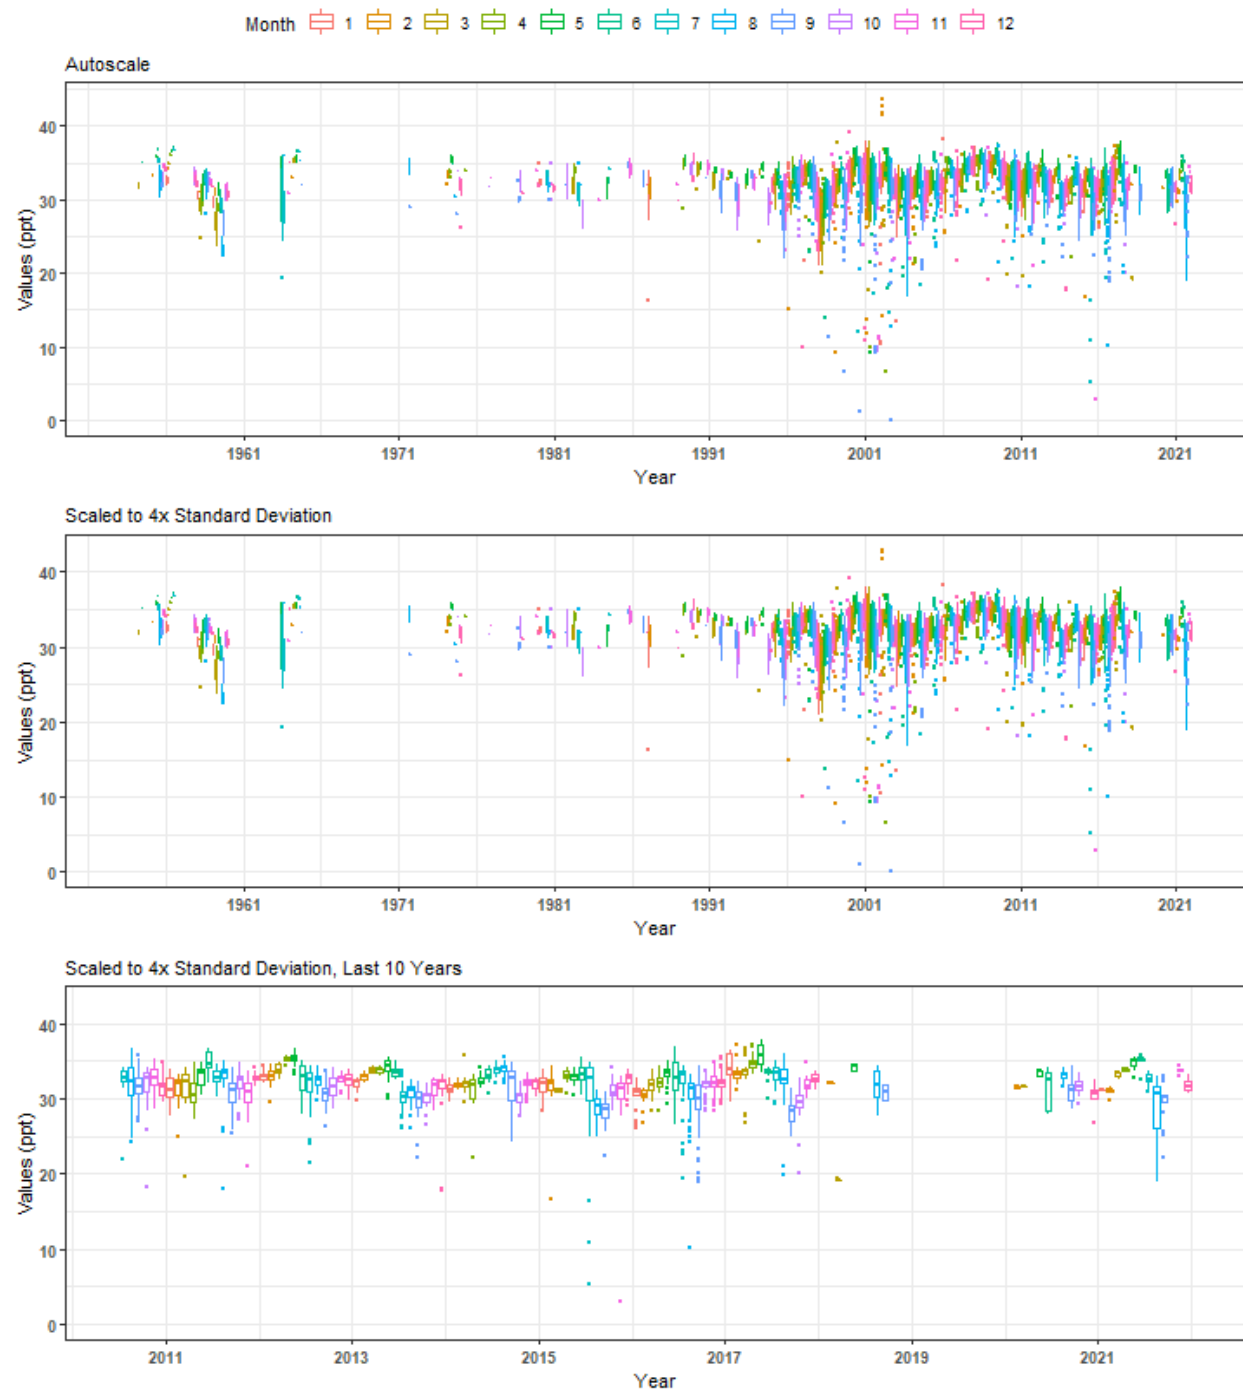 Month 1 2 3 4 5 6 7 8 9 10 11 12
Autoscale
40
30
20
10
0
Values (ppt)
1961 1971 1981 1991 2001 2011 2021
Year
Scaled to 4x Standard Deviation
40
30
20
10
0
Values (ppt)
1961 1971 1981 1991 2001 2011 2021
Year
Scaled to 4x Standard Deviation, Last 10 Years
40
30
20
10
0
Values (ppt)
2011 2013 2015 2017 2019 2021
Year